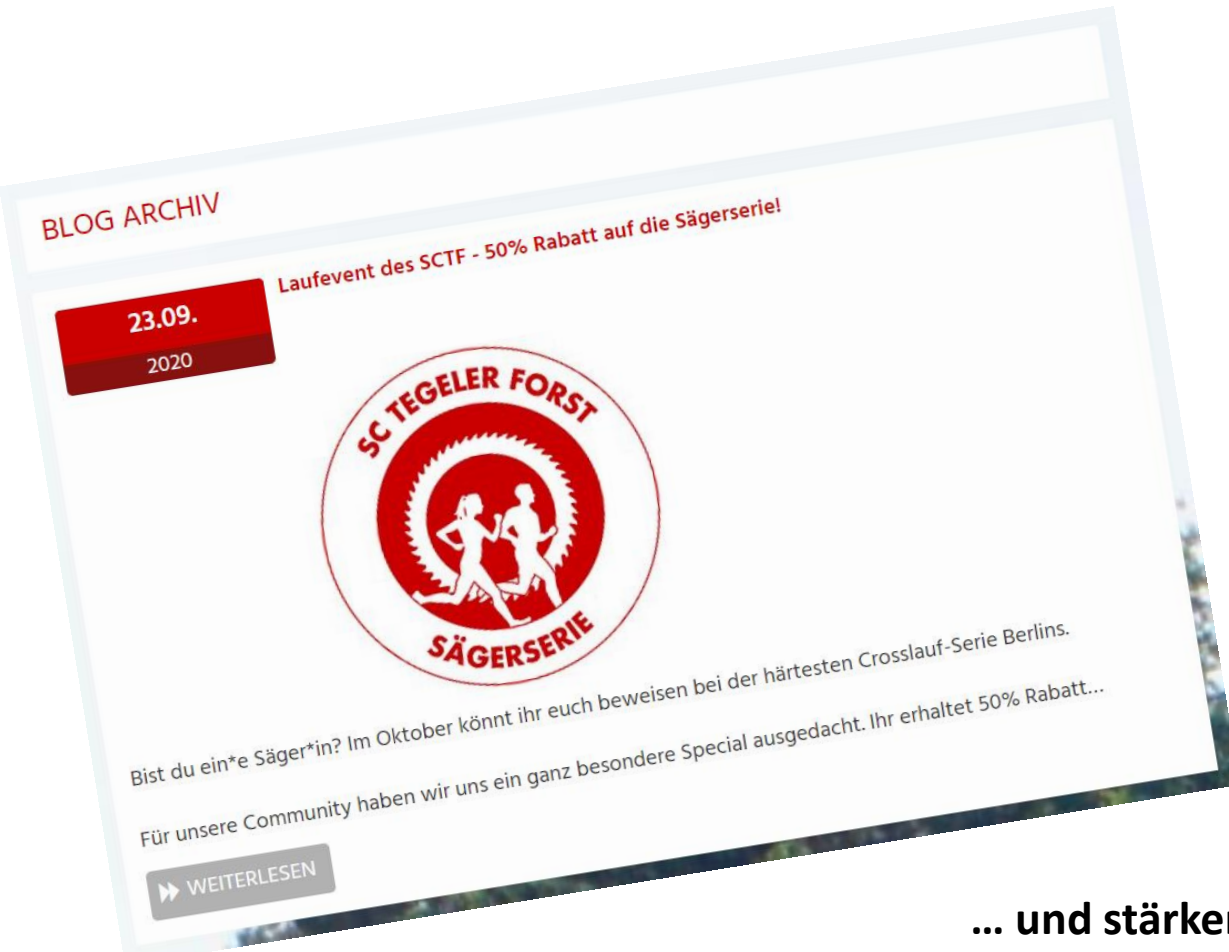 BLOG ARCHIV
Laufevent des SCTF - 50% Rabatt auf die Sägerserie!
23.09.
2020
SC TEGELER FORST
SÄGERSERIE
Bist du ein*e Säger*in? Im Oktober könnt ihr euch beweisen bei der härtesten Crosslauf-Serie Berlins.
Für unsere Community haben wir uns ein ganz besondere Special ausgedacht. Ihr erhaltet 50% Rabatt...
WEITERLESEN
... und stärken